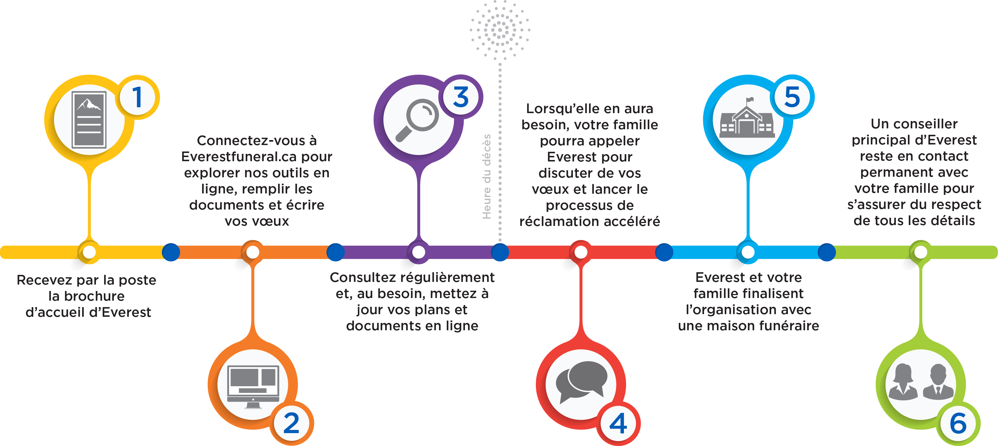 1
Recevez par la poste
la brochure
d'accueil d'Everest
Connectez-vous à
Everestfuneral.ca pour
explorer nos outils en
ligne, remplir les
documents et écrire
vos vœux
2
3
Consultez régulièrement
et, au besoin, mettez à
jour vos plans et
documents en ligne
Heure du décès
Lorsqu'elle en aura
besoin, votre famille
pourra appeler
Everest pour
discuter de vos
vœux et lancer le
processus de
réclamation accéléré
4
5
Everest et votre
famille finalisent
l'organisation avec
une maison funéraire
Un conseiller
principal d'Everest
reste en contact
permanent avec
votre famille pour
s'assurer du respect
de tous les détails
6